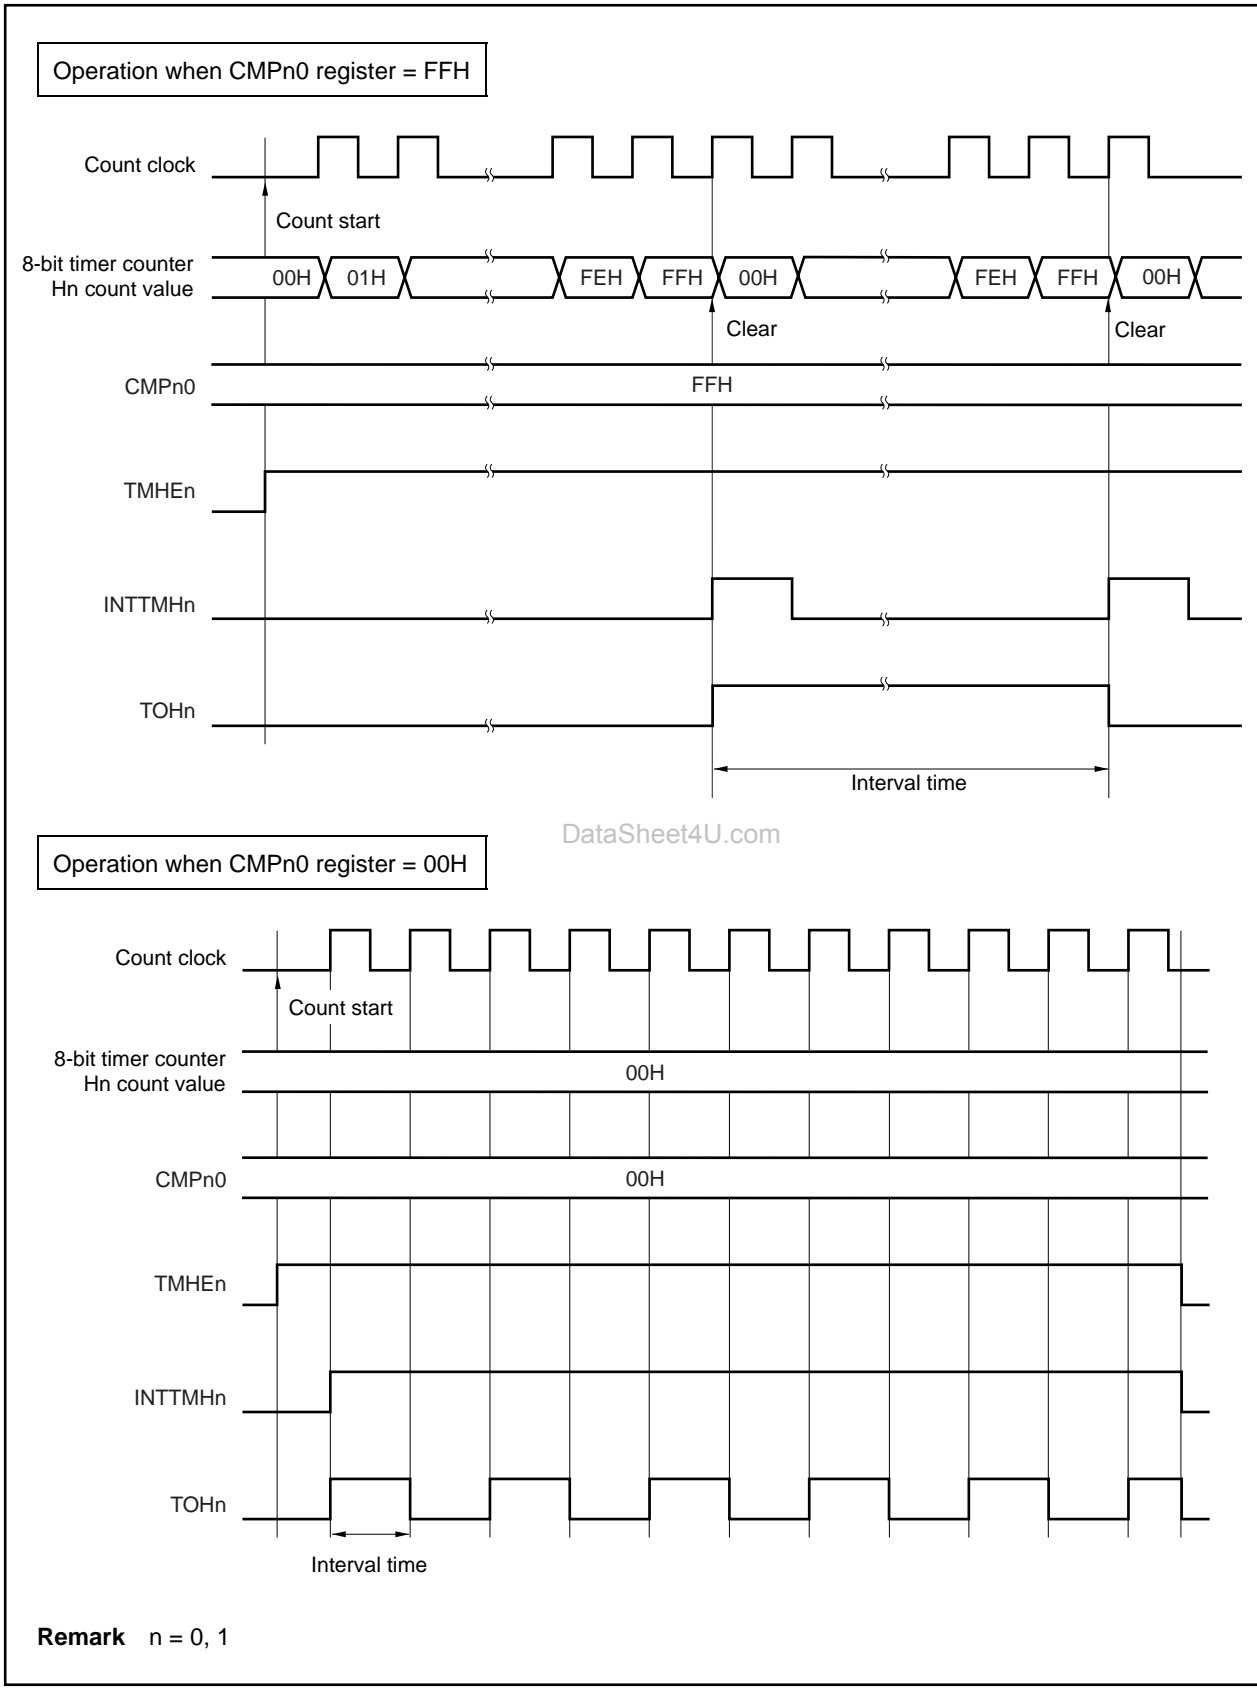 Operation when CMPn0 register = FFH
Count clock
Count start
8-bit timer counter
Hn count value
00H 01H FEH FFH 00H FEH FFH 00H
Clear Clear
CMPn0 FFH
TMHEn
INTTMHn
TOHn
Interval time
DataSheet4U.com
Operation when CMPn0 register = 00H
Count clock
Count start
8-bit timer counter
Hn count value
00H
CMPn0 00H
TMHEn
INTTMHn
TOHn
Interval time
Remark n = 0, 1